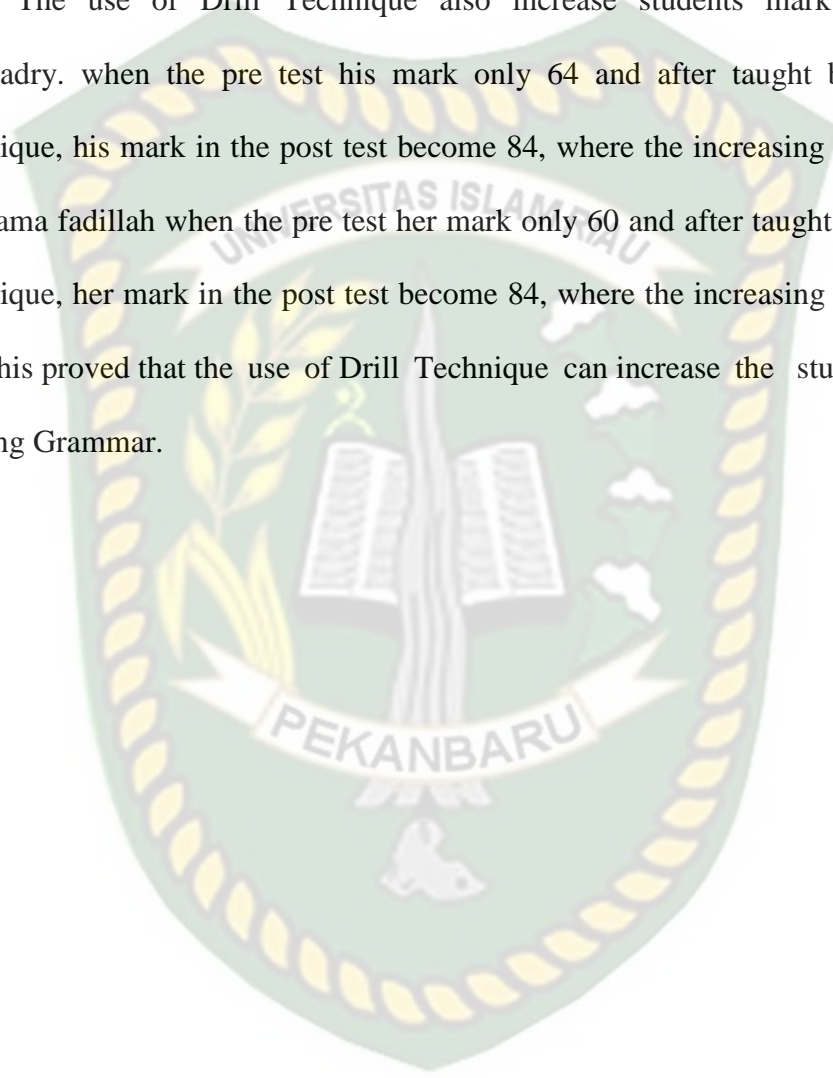 The use of Drill Technique also increase students mark
adry. when the pre test his mark only 64 and after taught
ique, his mark in the post test become 84, where the increasing
ama fadillah when the pre test her mark only 60 and after taught
ique, her mark in the post test become 84, where the increasing
his proved that the use of Drill Technique can increase the stu
ng Grammar.
UNIVERSITAS ISLAM RIAU
PEKANBARU